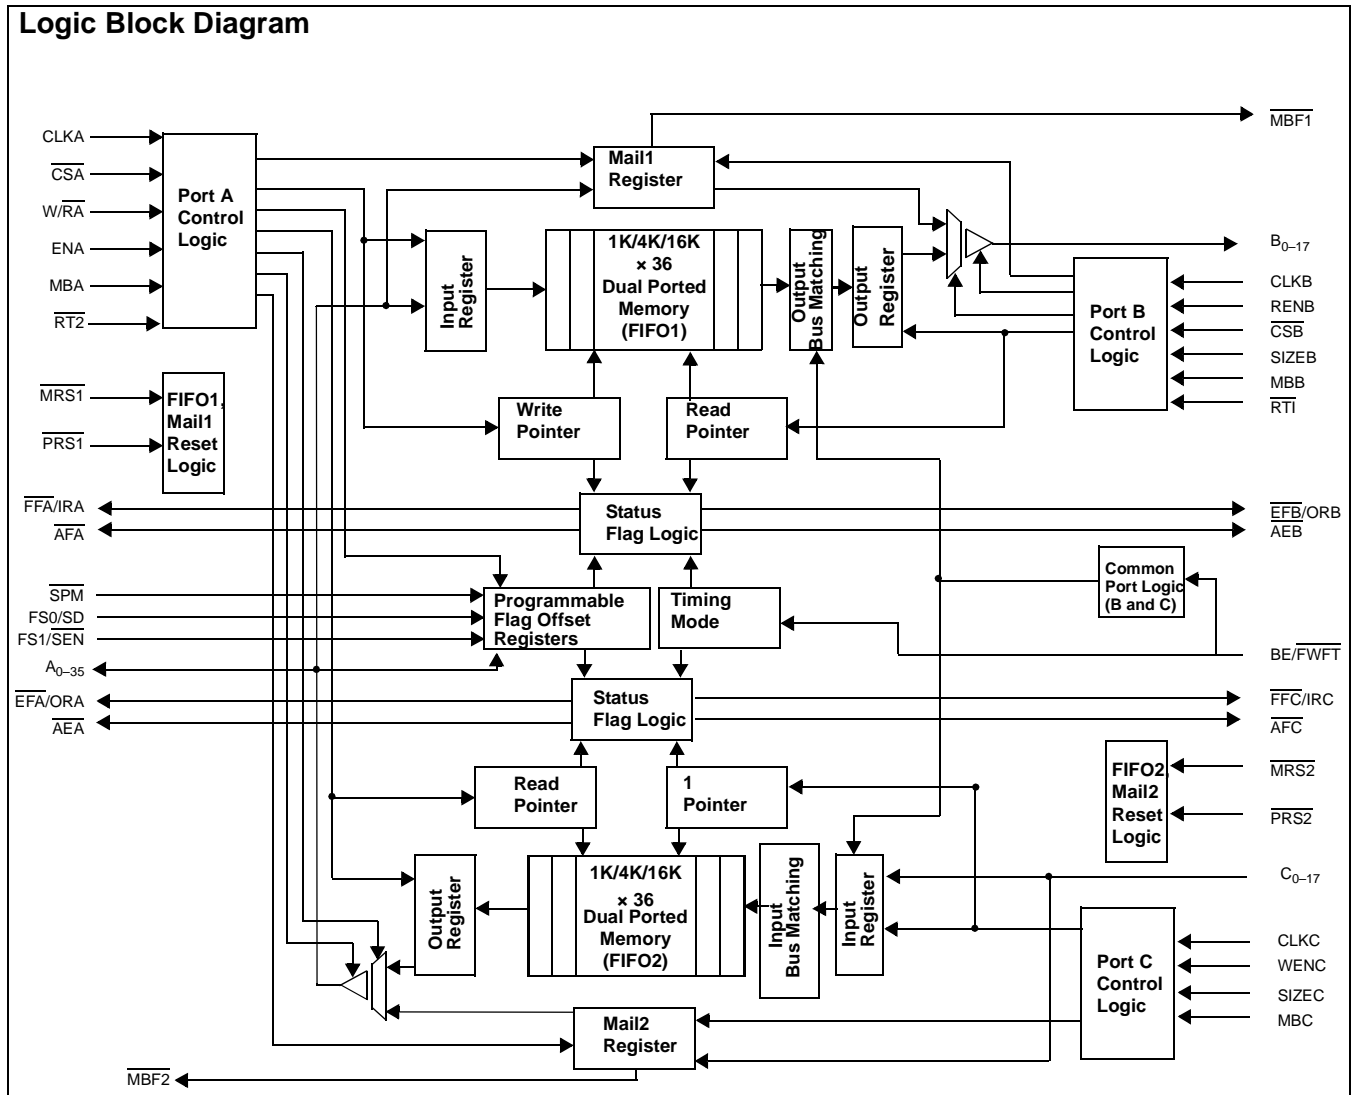 Logic Block Diagram
MBF1
CLKA
CSA
W/RA
ENA
MBA
RT2
Port A
Control
Logic
Mail1
Register
Input
Register
1K/4K/16K
× 36
Dual Ported
Memory
(FIFO1)
Output
Bus Matching
Output
Register
B0–17
CLKB
RENB
CSB
SIZEB
MBB
RTI
Port B
Control
Logic
MRS1
PRS1
FIFO1,
Mail1
Reset
Logic
Write
Pointer
Read
Pointer
FFA/IRA
AFA
Status
Flag Logic
EFB/ORB
AEB
SPM
FS0/SD
FS1/SEN
A0–35
Programmable
Flag Offset
Registers
Timing
Mode
Common
Port Logic
(B and C)
BE/FWFT
EFA/ORA
AEA
Status
Flag Logic
FFC/IRC
AFC
Read
Pointer
1
Pointer
FIFO2,
Mail2
Reset
Logic
MRS2
PRS2
Output
Register
1K/4K/16K
× 36
Dual Ported
Memory
(FIFO2)
Input
Bus Matching
Input
Register
C0–17
Port C
Control
Logic
CLKC
WENC
SIZEC
MBC
Mail2
Register
MBF2